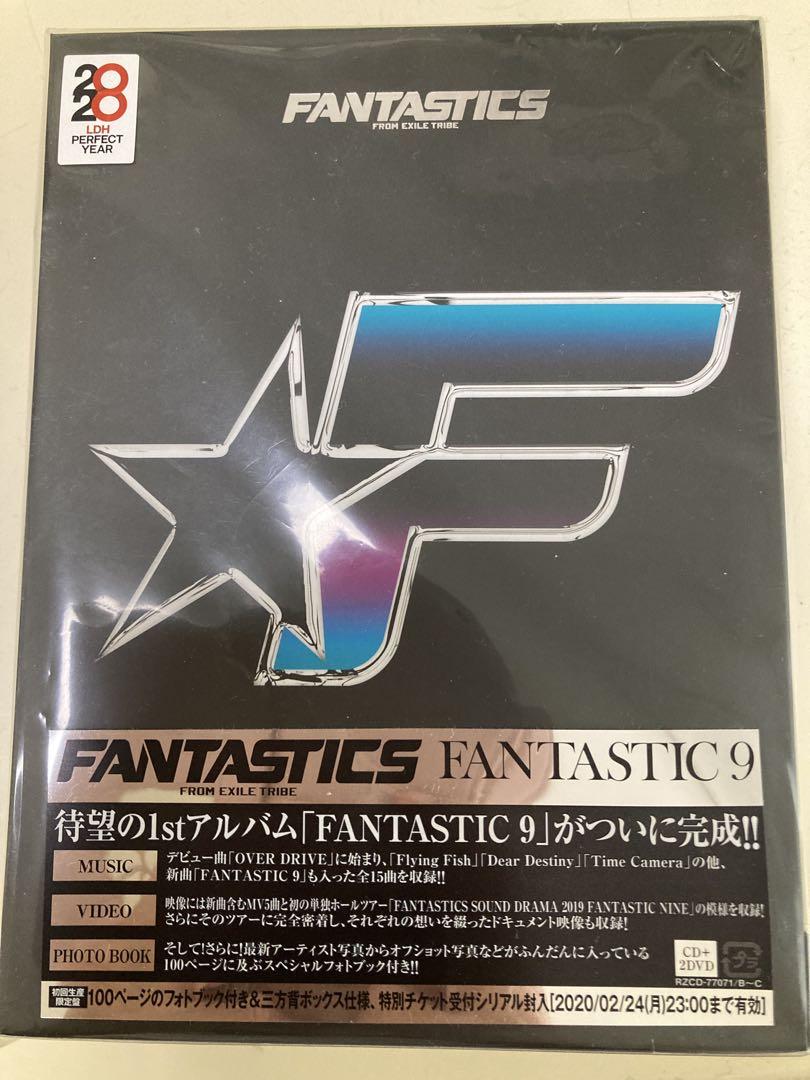 2020
LDH
PERFECT
YEAR
FANTASTICS
FROM EXILE TRIBE
FANTASTICS FANTASTIC 9
FROM EXILE TRIBE
待望の1stアルバム「FANTASTIC 9」がついに完成!!
MUSIC
デビュー曲「OVER DRIVE」に始まり、「Flying Fish」「Dear Destiny」「Time Camera」の他、
新曲「FANTASTIC 9」も入った全15曲を収録!!
VIDEO
映像には新曲含むMV5曲と初の単独ホールツアー「FANTASTICS SOUND DRAMA 2019 FANTASTIC NINE」の模様を収録!
さらにそのツアーに完全密着し、それぞれの想いを綴ったドキュメント映像も収録!
PHOTO BOOK
そして!さらに!最新アーティスト写真からオフショット写真などがふんだんに入っている
100ページに及ぶスペシャルフォトブック付き!!
CD+
2DVD
プラ
RZCD-77071/B~C
初回生産
限定盤
100ページのフォトブック付き&三方背ボックス仕様、特別チケット受付シリアル封入[2020/02/24(月)23:00まで有効]